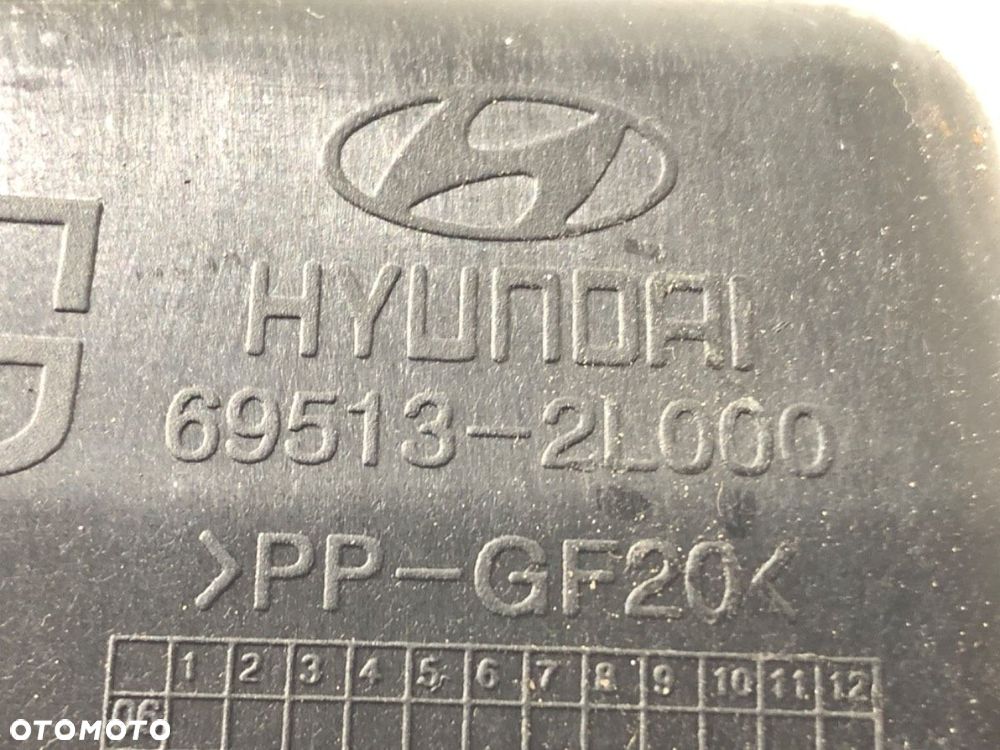 HYUNDAI
69513-2L000
>PP-GF20<
1 2 3 4 5 6 7 8 9 10 11 12
06
OTOMOTO